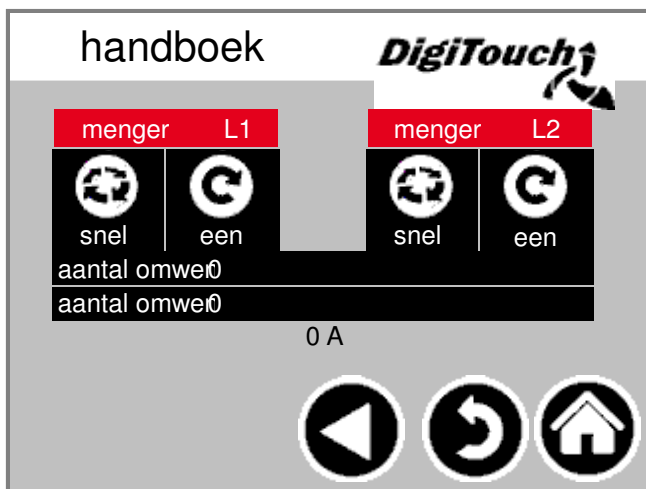 handboek DigiTouch
menger L1 menger L2
snel een snel een
aantal omwer0
aantal omwer0
0 A